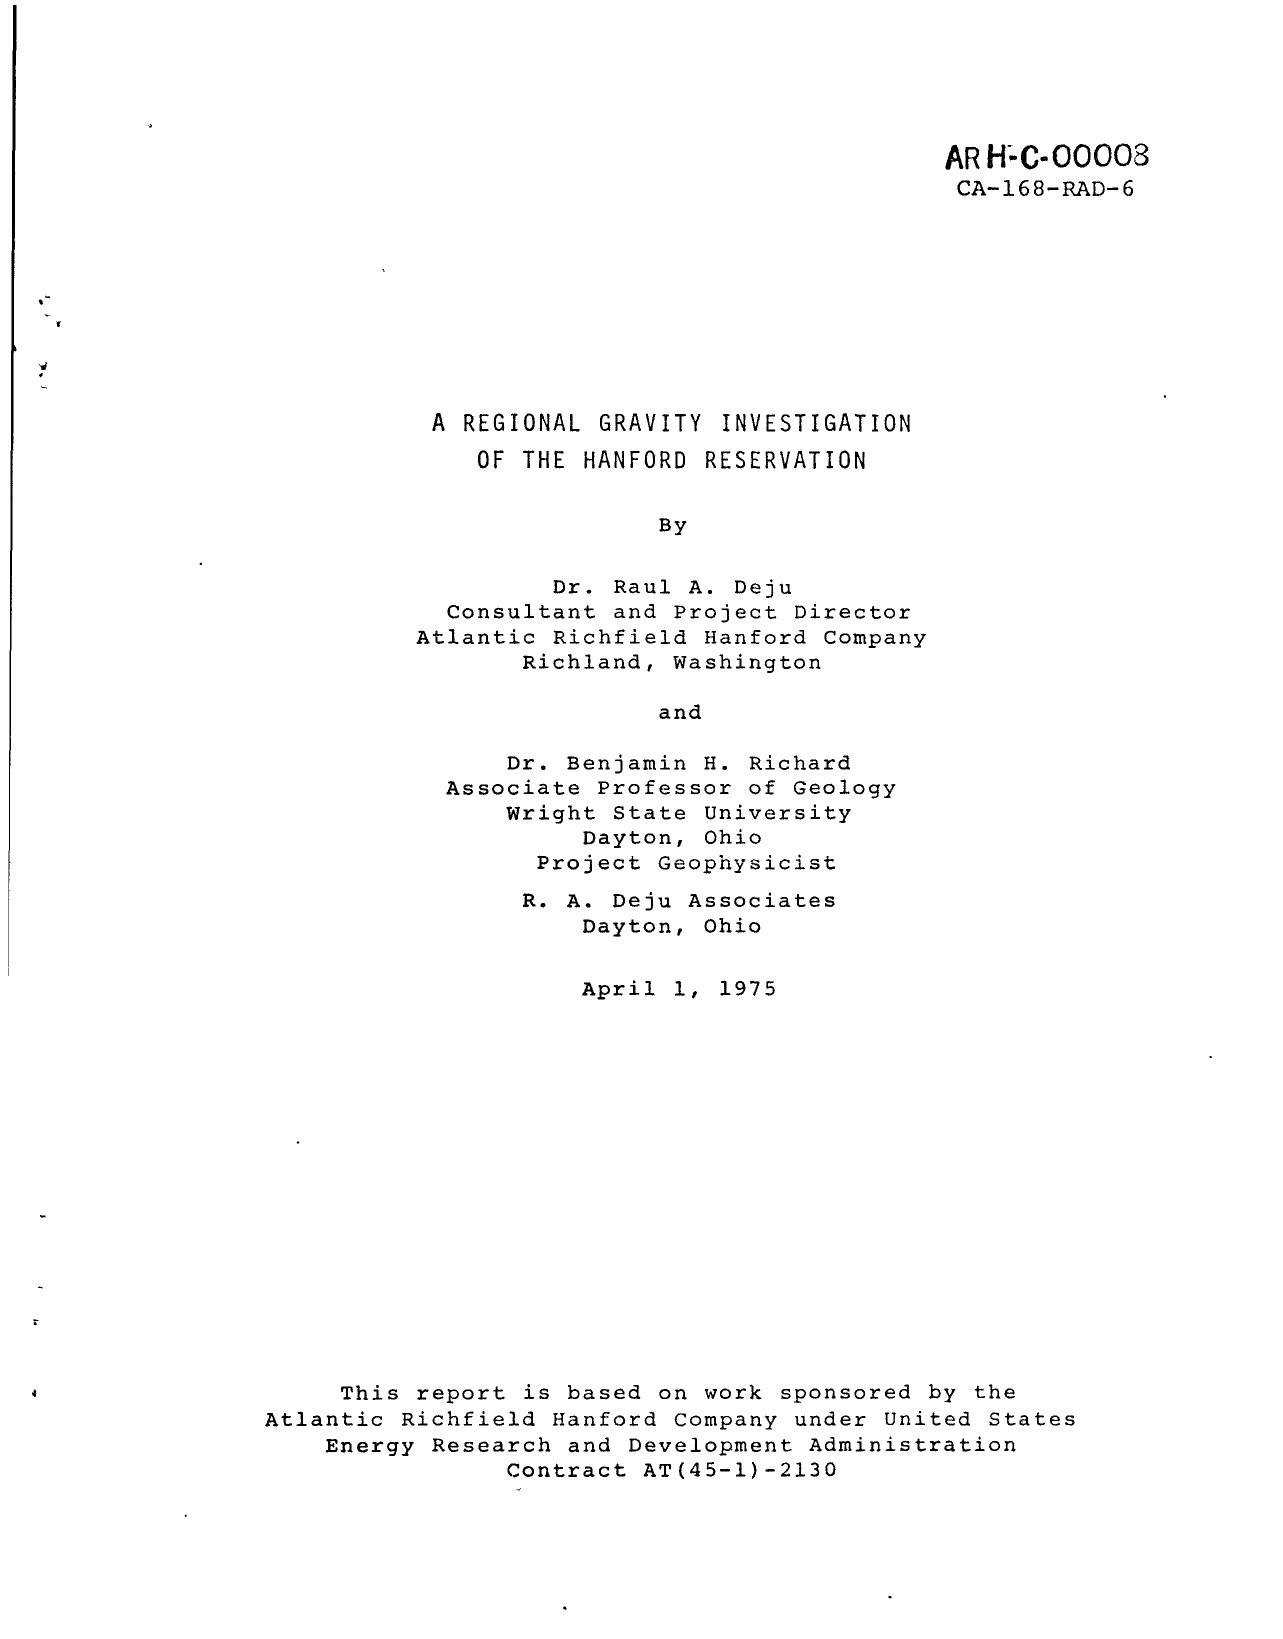 ARH-C-00008
CA-168-RAD-6
A REGIONAL GRAVITY INVESTIGATION
OF THE HANFORD RESERVATION
By
Dr. Raul A. Deju
Consultant and Project Director
Atlantic Richfield Hanford Company
Richland, Washington
and
Dr. Benjamin H. Richard
Associate Professor of Geology
Wright State University
Dayton, Ohio
Project Geophysicist
R. A. Deju Associates
Dayton, Ohio
April 1, 1975
This report is based on work sponsored by the
Atlantic Richfield Hanford Company under United States
Energy Research and Development Administration
Contract AT(45-1)-2130